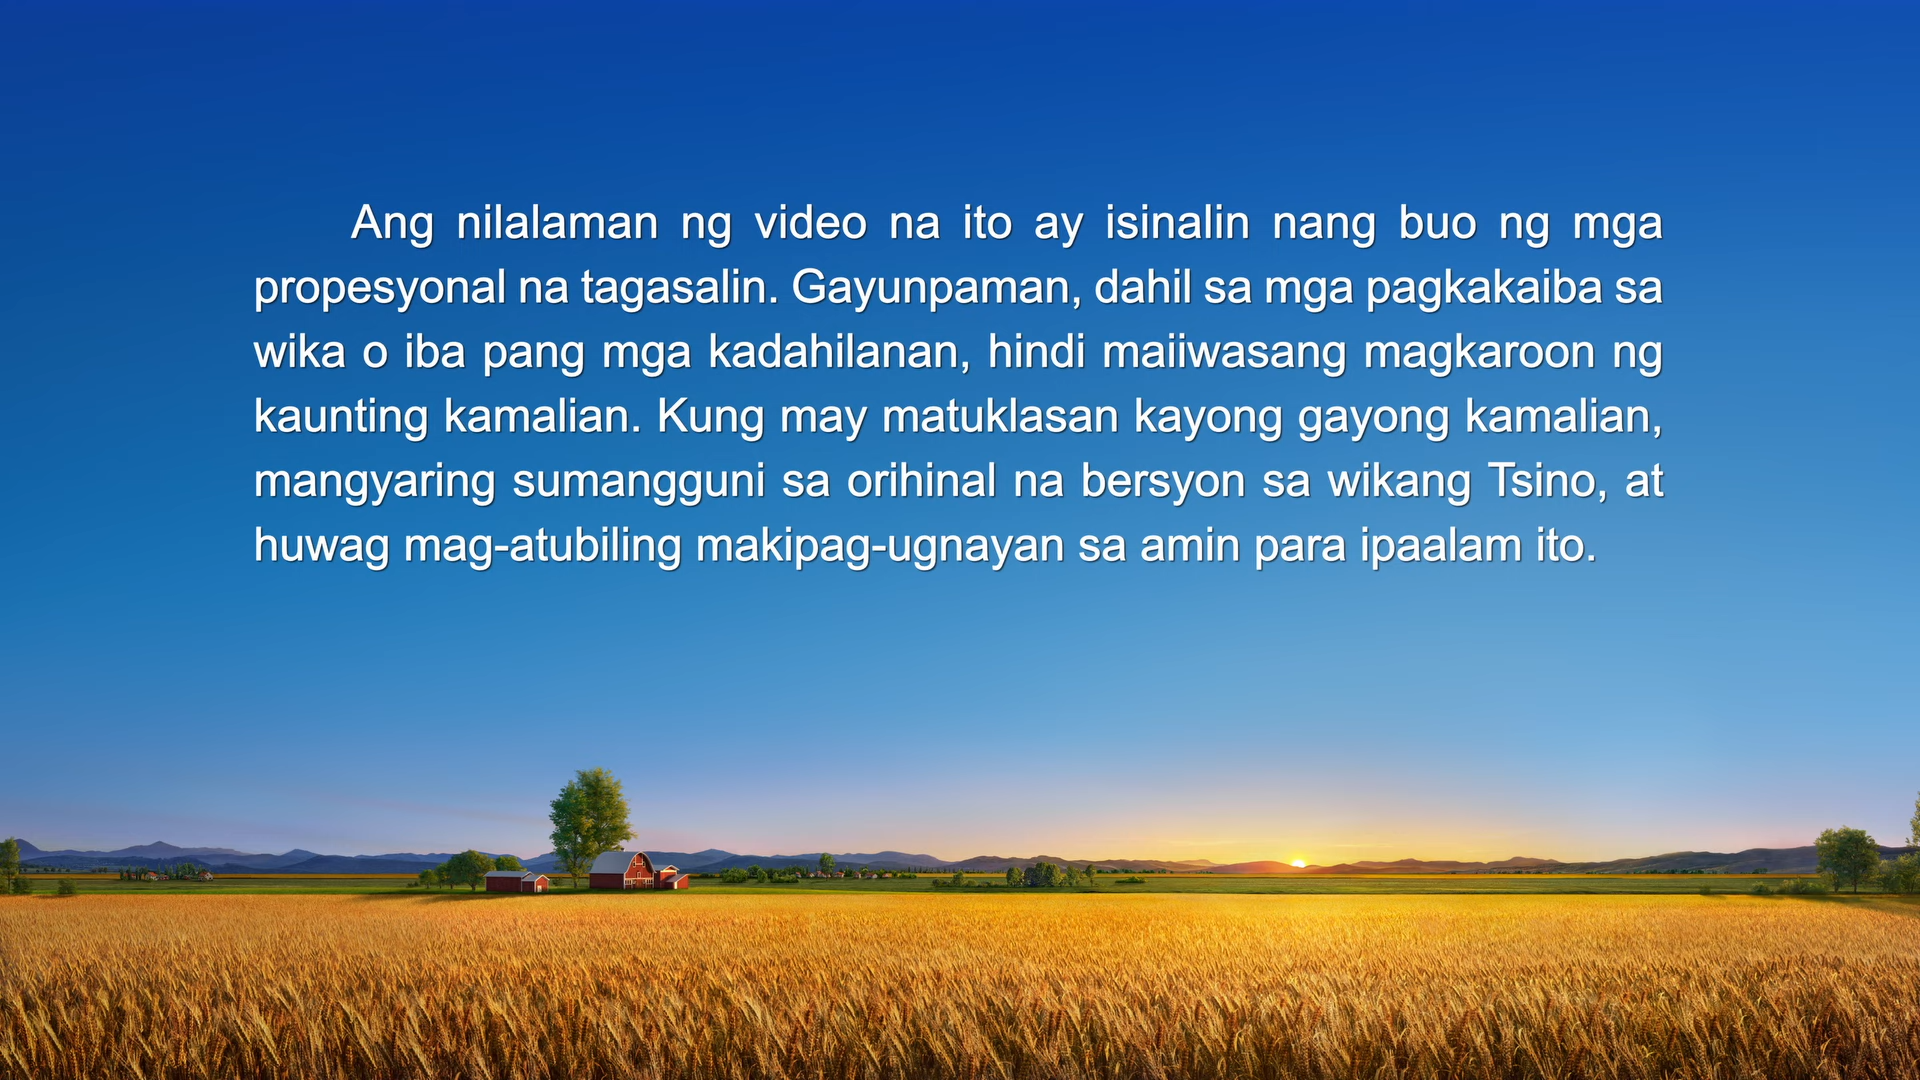 Ang nilalaman ng video na ito ay isinalin nang buo ng mga
propesyonal na tagasalin. Gayunpaman, dahil sa mga pagkakaiba sa
wika o iba pang mga kadahilanan, hindi maiiwasang magkaroon ng
kaunting kamalian. Kung may matuklasan kayong gayong kamalian,
mangyaring sumangguni sa orihinal na bersyon sa wikang Tsino, at
huwag mag-atubiling makipag-ugnayan sa amin para ipaalam ito.